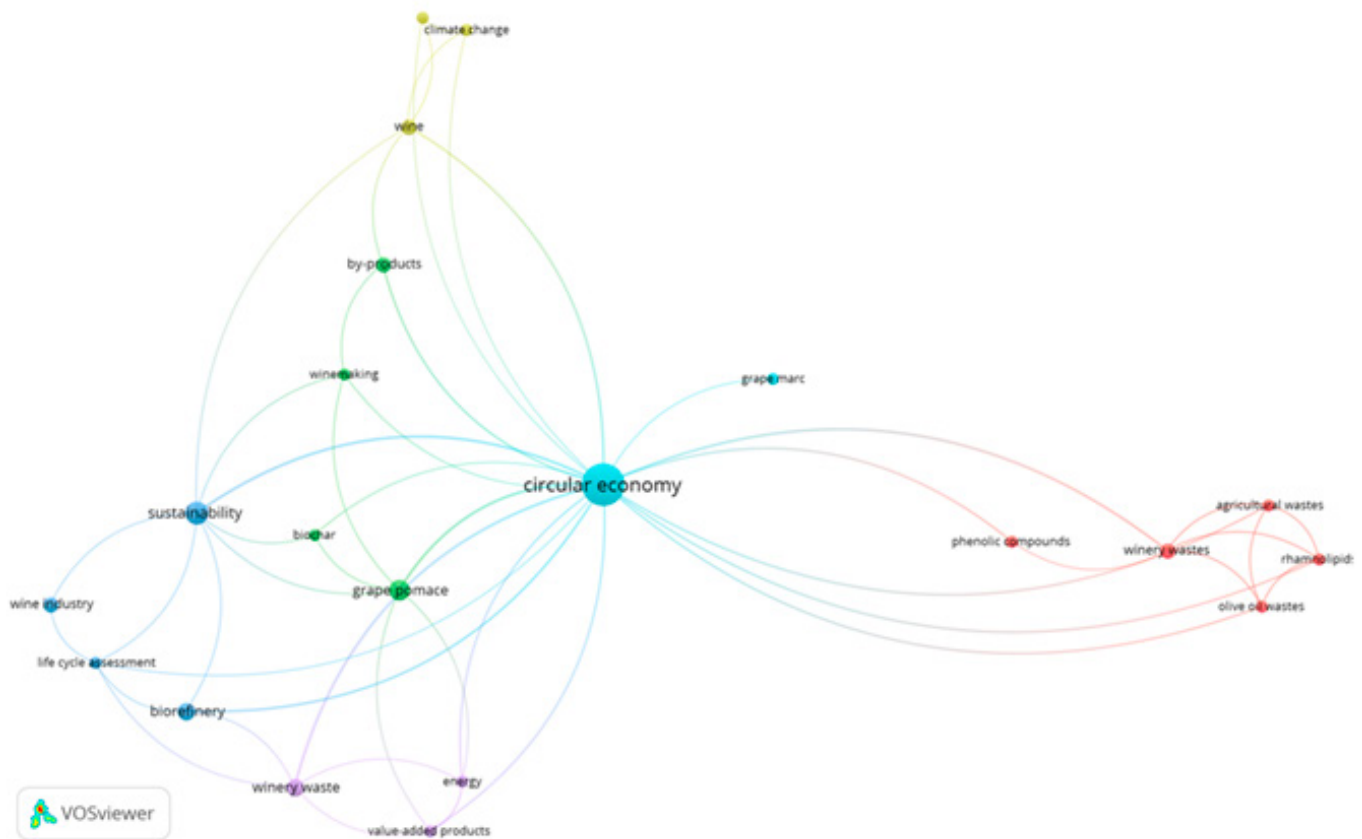 climate change
wine
by-products
winemaking
grape marc
circular economy
sustainability
agricultural wastes
biochar
phenolic compounds
winery wastes
rhamnolipid:
grape pomace
wine industry
olive oil wastes
life cycle assessment
biorefinery
winery waste
energy
value-added products
VOSviewer